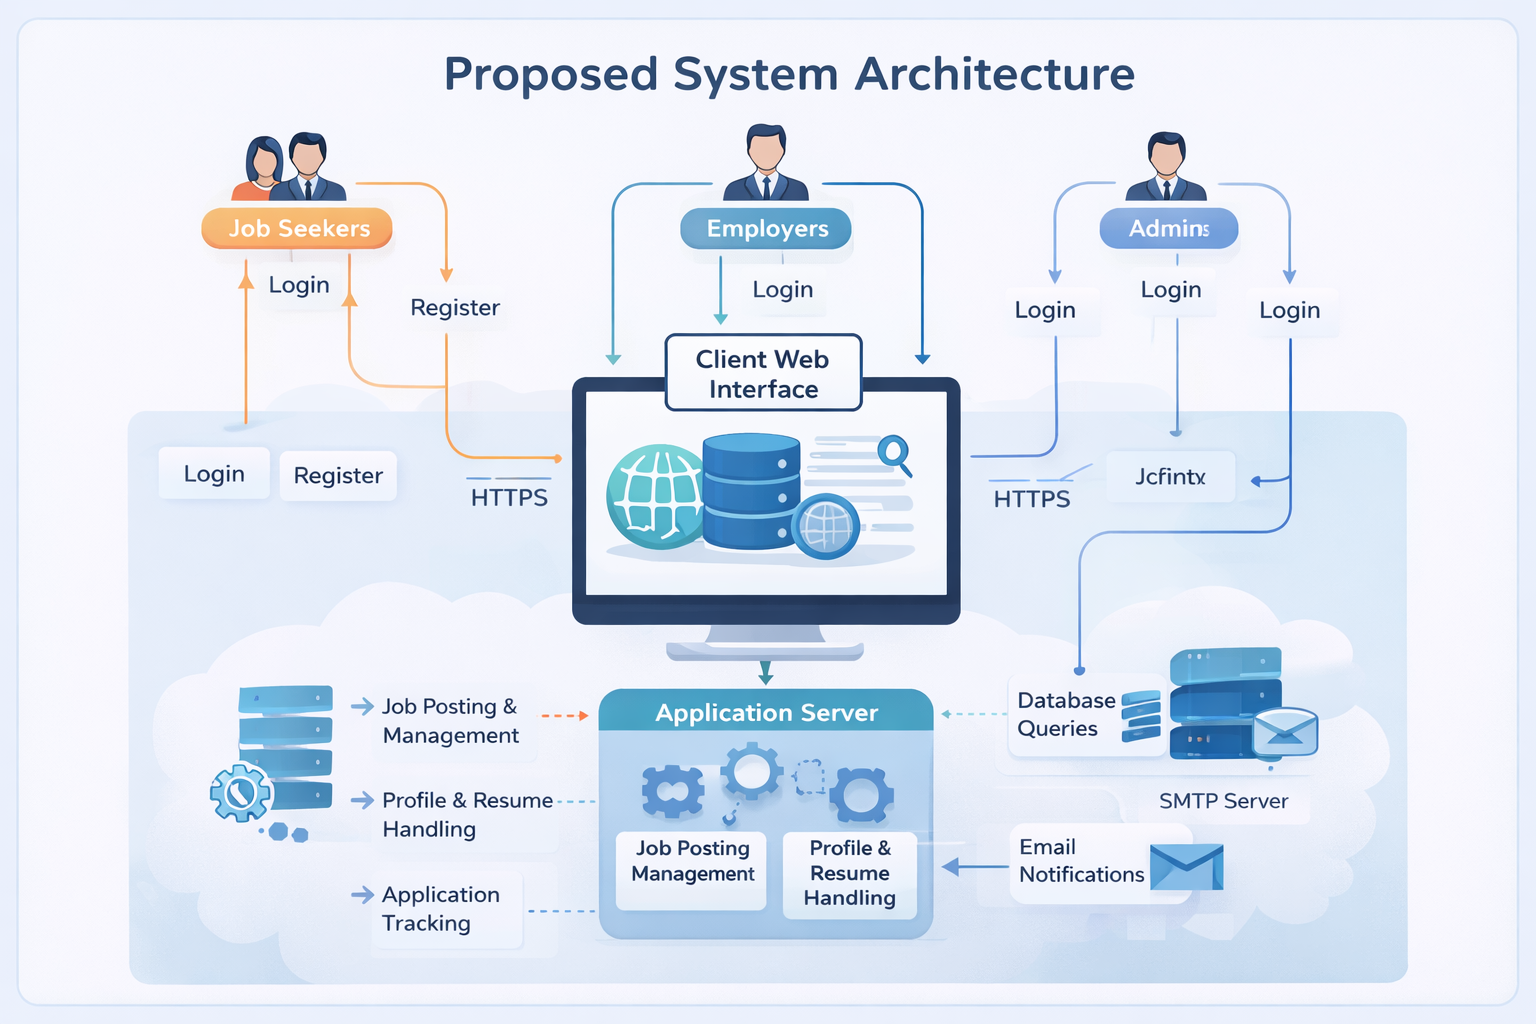 Proposed System Architecture
Job Seekers
Employers
Admins
Login
Register
Login
Login
Login
Login
Client Web
Interface
Login
Register
HTTPS
HTTPS
Jcfintx
Job Posting &
Management
Profile & Resume
Handling
Application
Tracking
Application Server
Job Posting
Management
Profile &
Resume
Handling
Database
Queries
SMTP Server
Email
Notifications